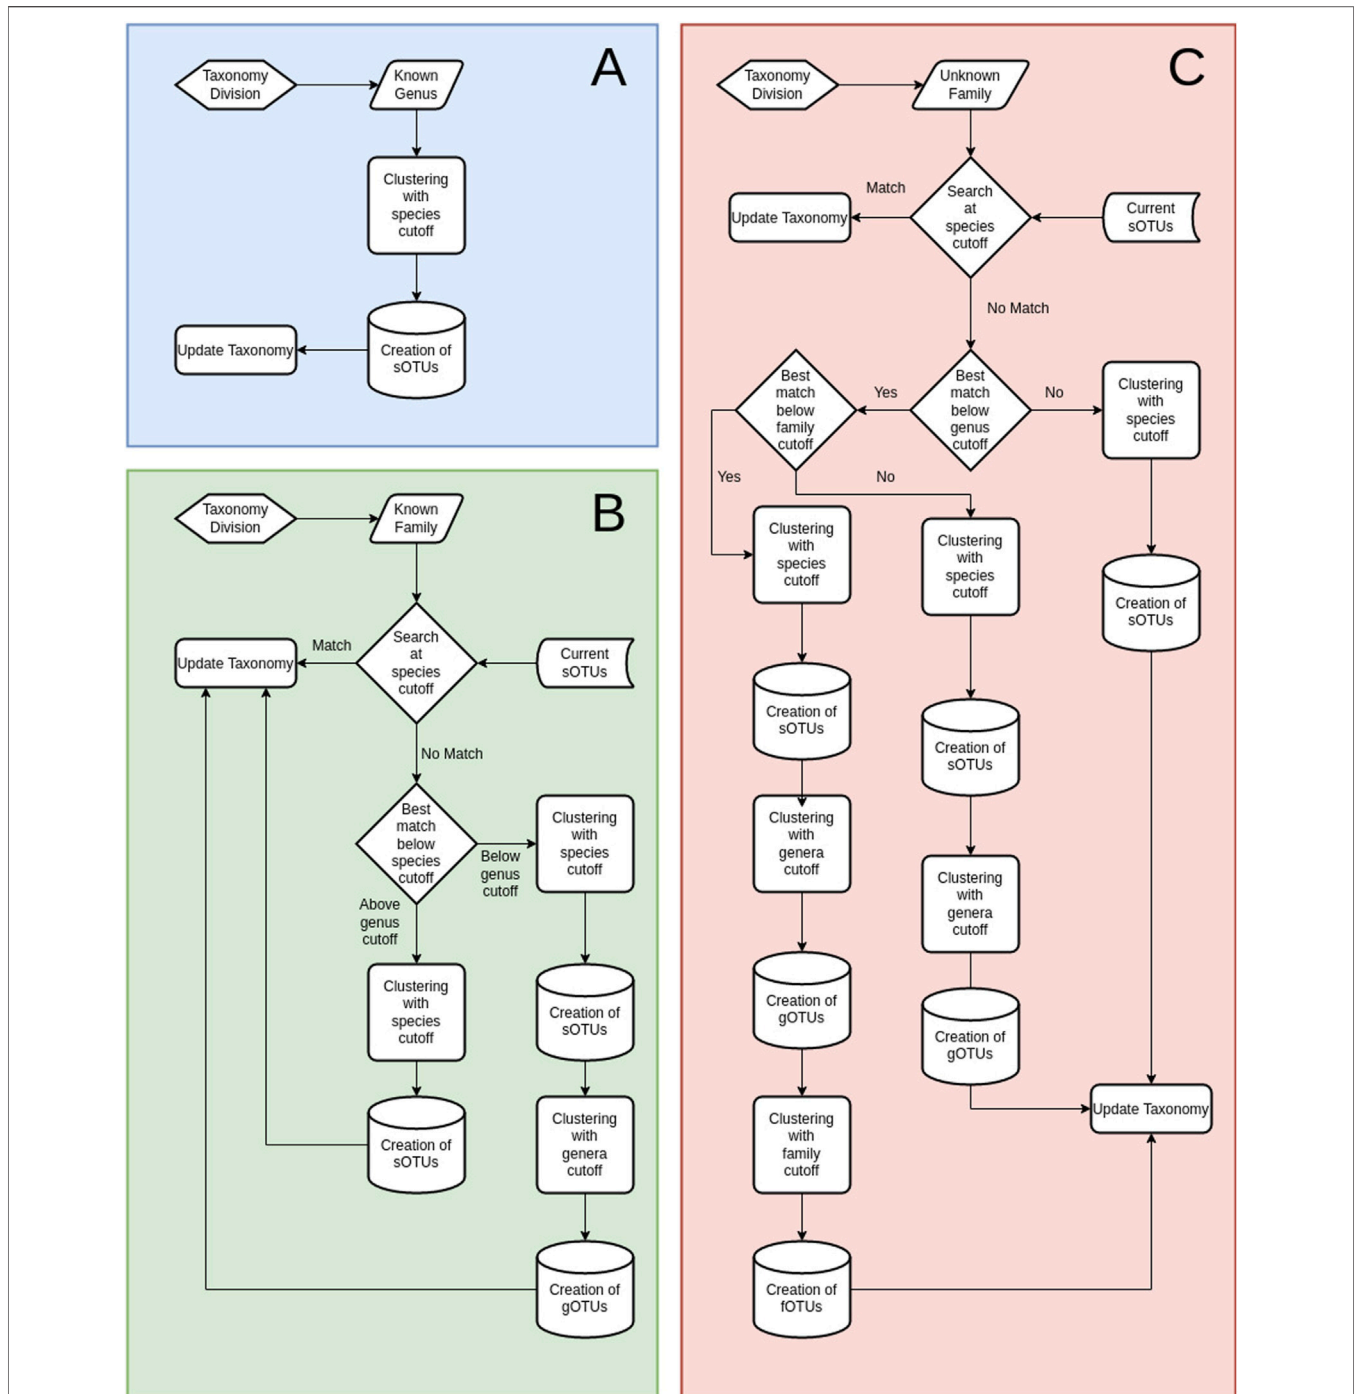 A
Taxonomy
Division
Known
Genus
Clustering
with
species
cutoff
Creation of
sOTUs
Update Taxonomy
B
Taxonomy
Division
Known
Family
Search
at
species
cutoff
Match
Update Taxonomy
Current
sOTUs
No Match
Best
match
below
species
cutoff
Below
genus
cutoff
Above
genus
cutoff
Clustering
with
species
cutoff
Creation of
sOTUs
Clustering
with
species
cutoff
Creation of
sOTUs
Clustering
with
genera
cutoff
Creation of
gOTUs
C
Taxonomy
Division
Unknown
Family
Search
at
species
cutoff
Match
Update Taxonomy
Current
sOTUs
No Match
Best
match
below
genus
cutoff
Yes
No
Best
match
below
family
cutoff
Yes
No
Clustering
with
species
cutoff
Creation of
sOTUs
Clustering
with
genera
cutoff
Creation of
gOTUs
Clustering
with
family
cutoff
Creation of
fOTUs
Clustering
with
species
cutoff
Creation of
sOTUs
Clustering
with
genera
cutoff
Creation of
gOTUs
Clustering
with
species
cutoff
Creation of
sOTUs
Update Taxonomy